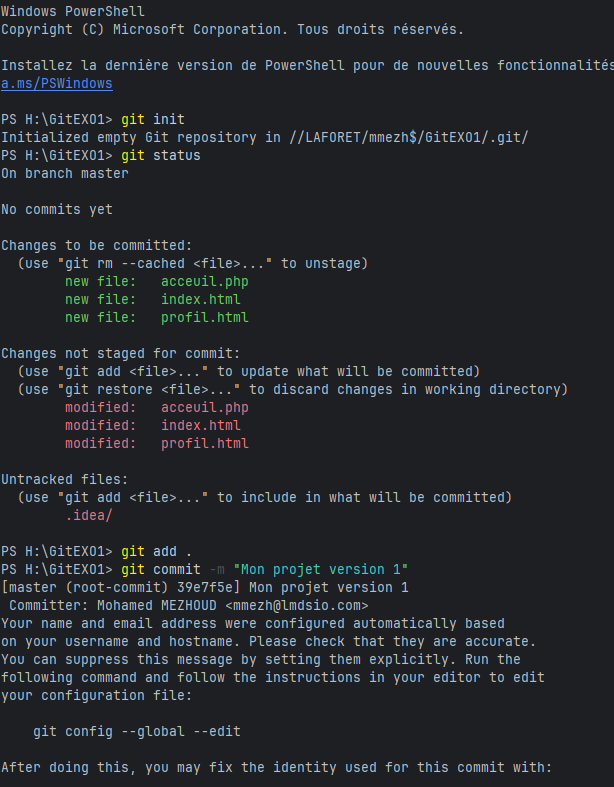 Windows PowerShell
Copyright (C) Microsoft Corporation. Tous droits réservés.
Installez la dernière version de PowerShell pour de nouvelles fonctionnalités
a.ms/PSWindows
PS H:\GitEXO1> git init
Initialized empty Git repository in //LAFORET/mmezh$/GitEXO1/.git/
PS H:\GitEXO1> git status
On branch master
No commits yet
Changes to be committed:
  (use "git rm --cached <file>..." to unstage)
        new file:   acceuil.php
        new file:   index.html
        new file:   profil.html
Changes not staged for commit:
  (use "git add <file>..." to update what will be committed)
  (use "git restore <file>..." to discard changes in working directory)
        modified:   acceuil.php
        modified:   index.html
        modified:   profil.html
Untracked files:
  (use "git add <file>..." to include in what will be committed)
        .idea/
PS H:\GitEXO1> git add .
PS H:\GitEXO1> git commit -m "Mon projet version 1"
[master (root-commit) 39e7f5e] Mon projet version 1
 Committer: Mohamed MEZHOUD <mmezh@lmdsio.com>
Your name and email address were configured automatically based
on your username and hostname. Please check that they are accurate.
You can suppress this message by setting them explicitly. Run the
following command and follow the instructions in your editor to edit
your configuration file:
    git config --global --edit
After doing this, you may fix the identity used for this commit with: